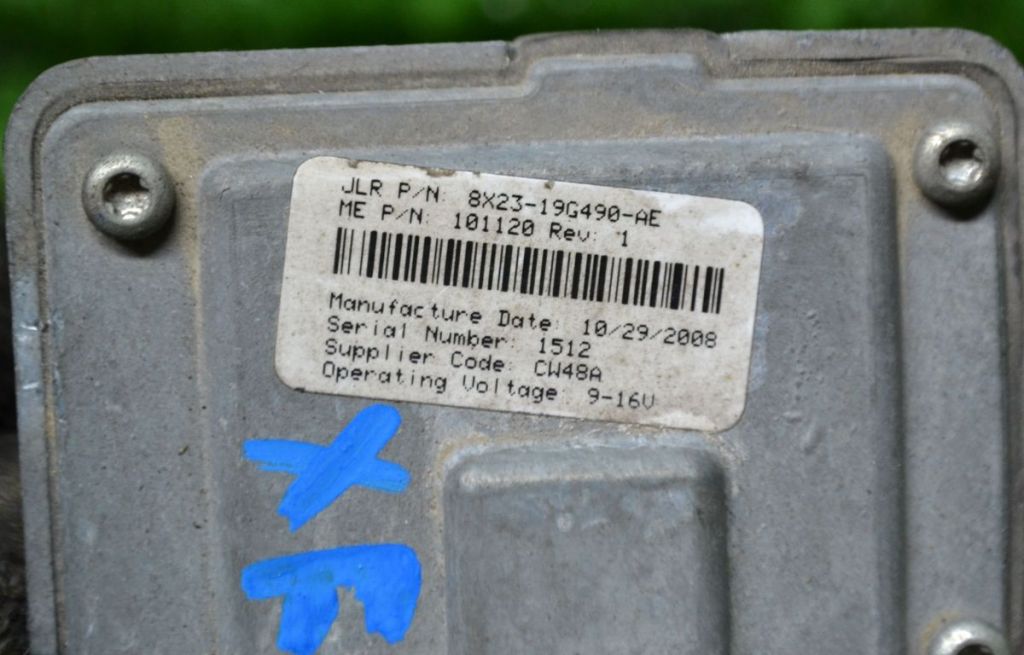 JLR P/N: 8X23-19G490-AE
ME P/N: 101120 Rev: 1
Manufacture Date: 10/29/2008
Serial Number: 1512
Supplier Code: CW48A
Operating Voltage: 9-16V
XF